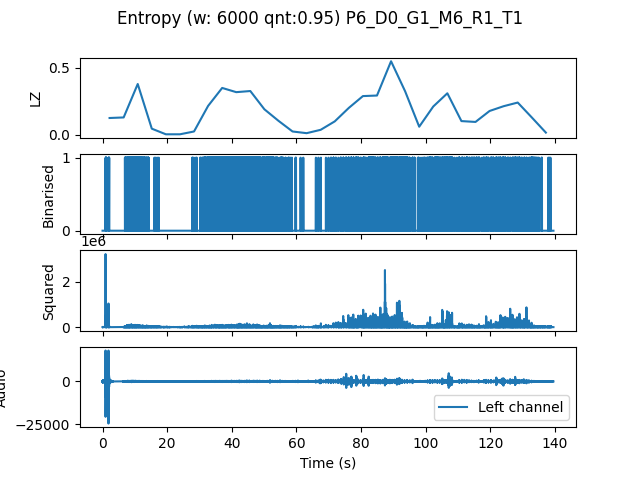 Entropy (w: 6000 qnt:0.95) P6_D0_G1_M6_R1_T1
0.5
0.0
LZ
1
0
Binarised
1e6
2
0
Squared
0
−25000
Audio
Left channel
0 20 40 60 80 100 120 140
Time (s)